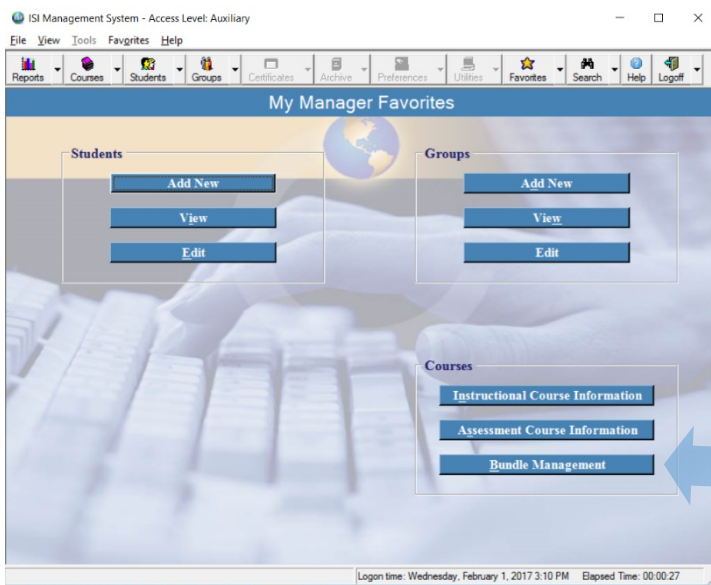 ISI Management System - Access Level: Auxiliary
File View Tools Favorites Help
Reports Courses Students Groups Certificates Archive Preferences Utilities Favorites Search Help Logoff
My Manager Favorites
Students
Add New
View
Edit
Groups
Add New
View
Edit
Courses
Instructional Course Information
Assessment Course Information
Bundle Management
Logon time: Wednesday, February 1, 2017 3:10 PM Elapsed Time: 00:00:27